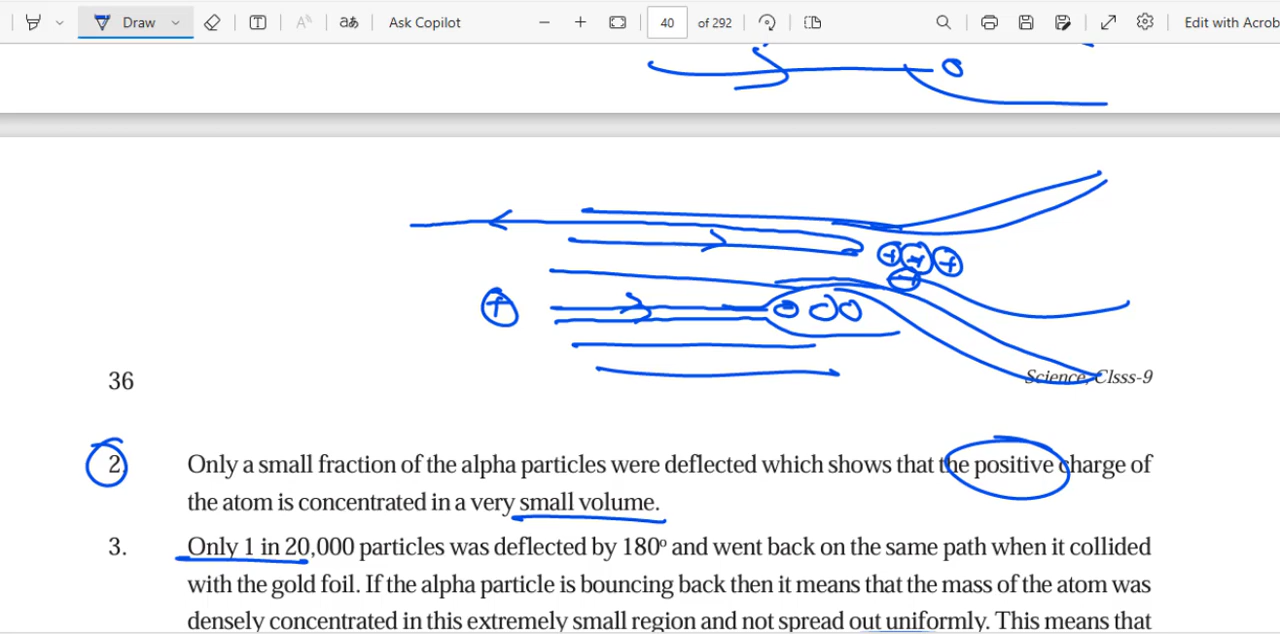 Draw
T
A
aあ
Ask Copilot
40 of 292
Edit with Acrob
36
Science, Clsss-9
2. Only a small fraction of the alpha particles were deflected which shows that the positive charge of
the atom is concentrated in a very small volume.
3. Only 1 in 20,000 particles was deflected by 180º and went back on the same path when it collided
with the gold foil. If the alpha particle is bouncing back then it means that the mass of the atom was
densely concentrated in this extremely small region and not spread out uniformly. This means that